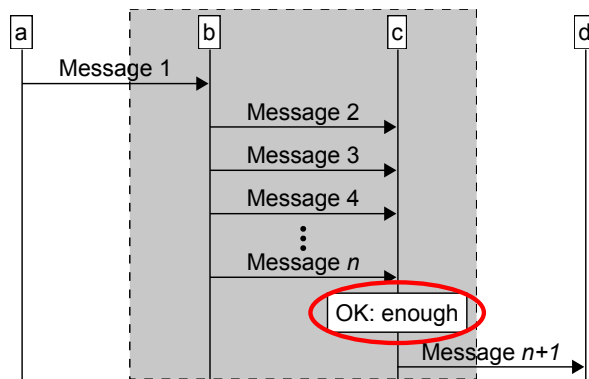 a b c d
Message 1
Message 2
Message 3
Message 4
Message n
OK: enough
Message n+1